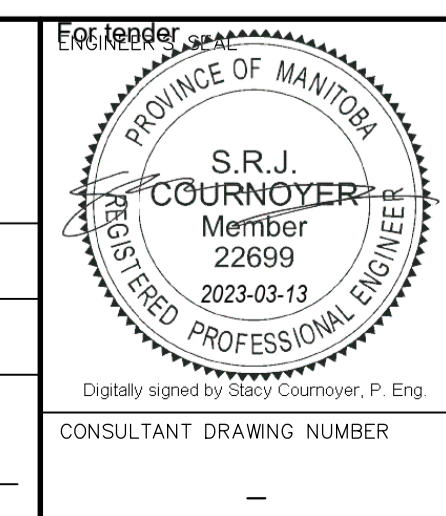 For tender
ENGINEER'S SEAL
PROVINCE OF MANITOBA
S.R.J.
COURNOYER
Member
22699
2023-03-13
REGISTERED PROFESSIONAL ENGINEER
Digitally signed by Stacy Cournoyer, P. Eng.
CONSULTANT DRAWING NUMBER
–